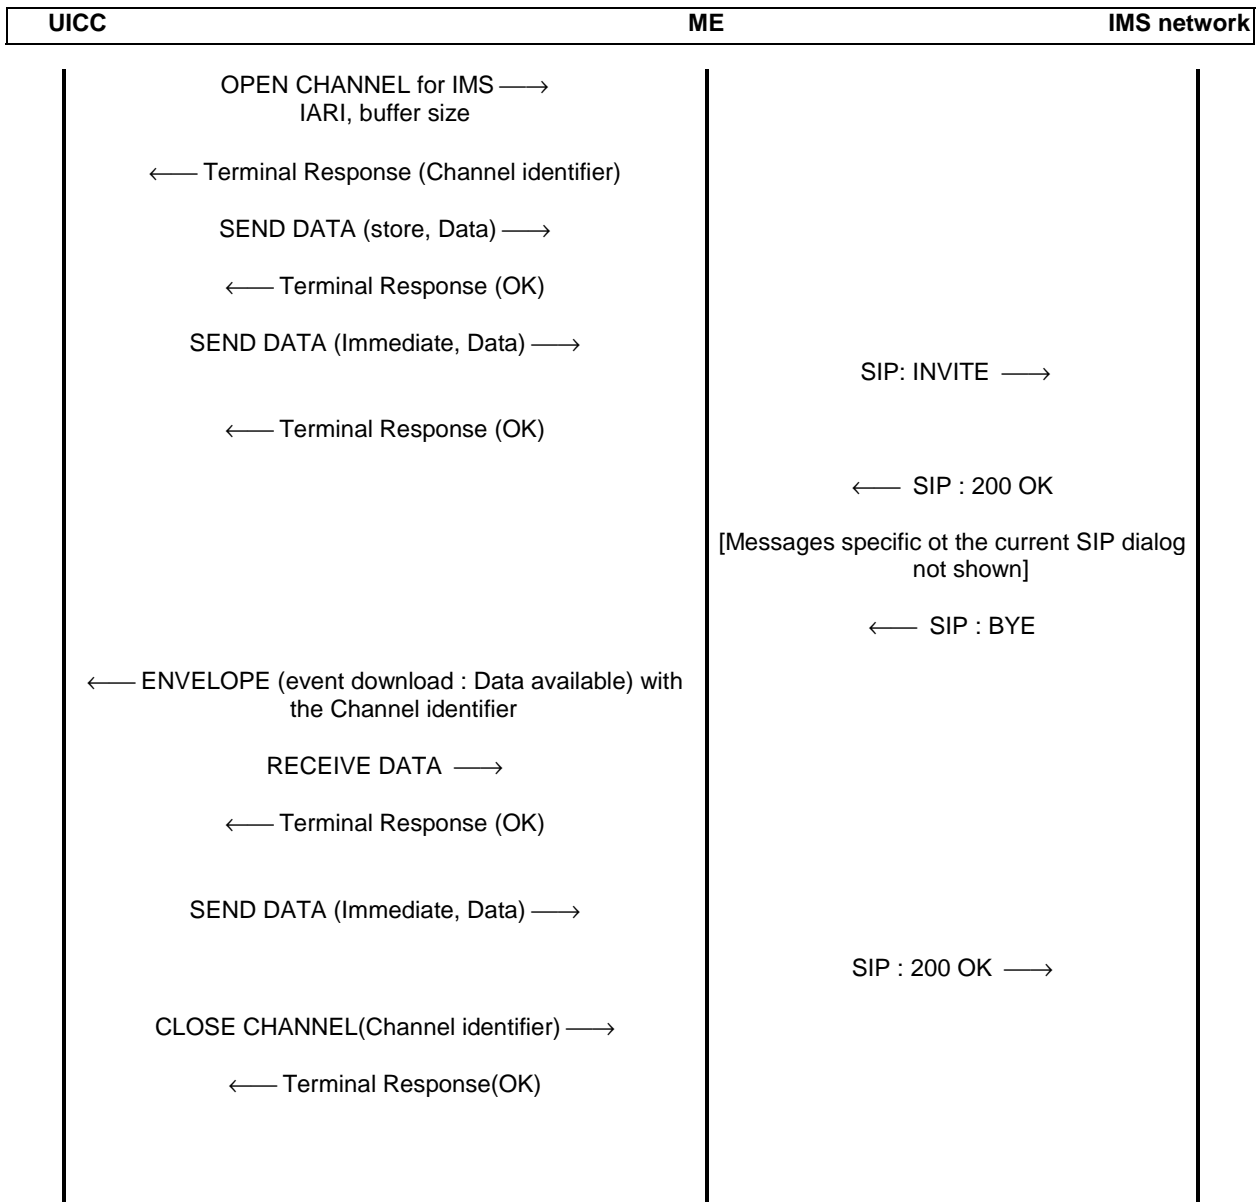 UICC ME IMS network
OPEN CHANNEL for IMS ⟶
IARI, buffer size
⟵ Terminal Response (Channel identifier)
SEND DATA (store, Data) ⟶
⟵ Terminal Response (OK)
SEND DATA (Immediate, Data) ⟶
SIP: INVITE ⟶
⟵ Terminal Response (OK)
⟵ SIP : 200 OK
[Messages specific ot the current SIP dialog
not shown]
⟵ SIP : BYE
⟵ ENVELOPE (event download : Data available) with
the Channel identifier
RECEIVE DATA ⟶
⟵ Terminal Response (OK)
SEND DATA (Immediate, Data) ⟶
SIP : 200 OK ⟶
CLOSE CHANNEL(Channel identifier) ⟶
⟵ Terminal Response(OK)